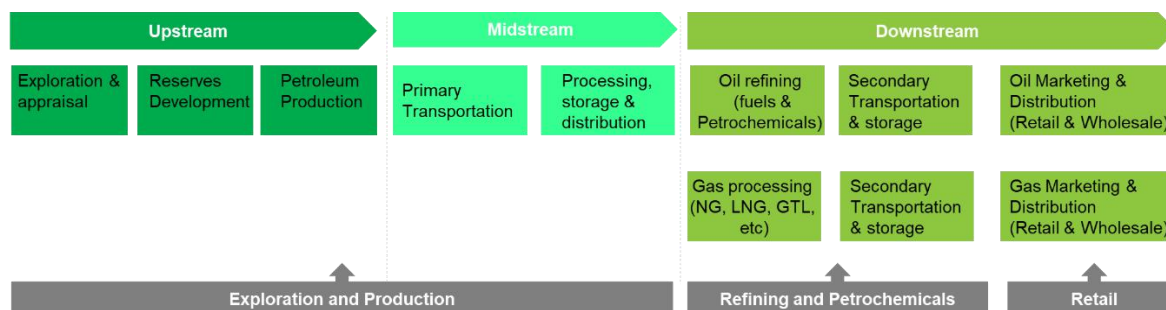 Upstream
Midstream
Downstream
Exploration &
appraisal
Reserves
Development
Petroleum
Production
Primary
Transportation
Processing,
storage &
distribution
Oil refining
(fuels &
Petrochemicals)
Secondary
Transportation
& storage
Oil Marketing &
Distribution
(Retail & Wholesale)
Gas processing
(NG, LNG, GTL,
etc)
Secondary
Transportation
& storage
Gas Marketing &
Distribution
(Retail & Wholesale)
Exploration and Production
Refining and Petrochemicals
Retail